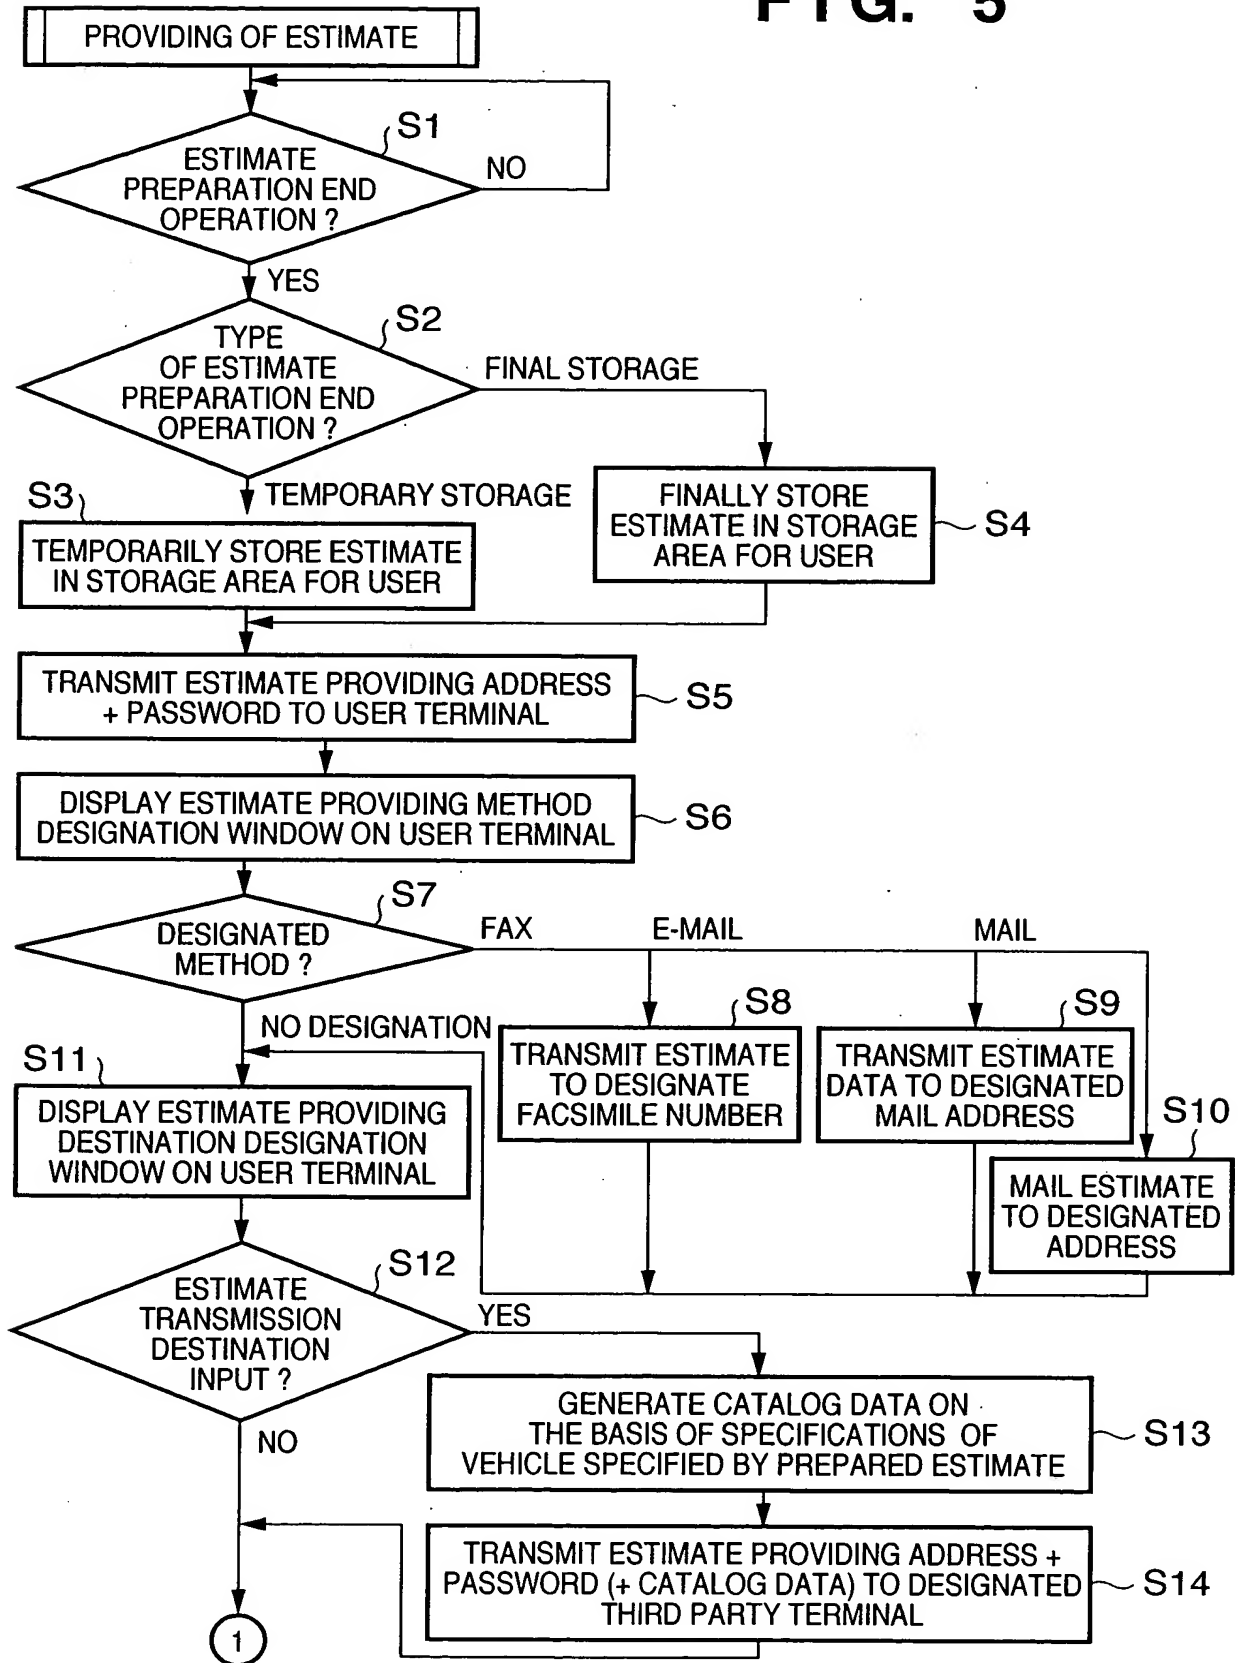 FIG. 5
PROVIDING OF ESTIMATE
S1
ESTIMATE
PREPARATION END
OPERATION ?
NO
YES
S2
TYPE
OF ESTIMATE
PREPARATION END
OPERATION ?
FINAL STORAGE
S3
TEMPORARY STORAGE
TEMPORARILY STORE ESTIMATE
IN STORAGE AREA FOR USER
FINALLY STORE
ESTIMATE IN STORAGE
AREA FOR USER
S4
TRANSMIT ESTIMATE PROVIDING ADDRESS
+ PASSWORD TO USER TERMINAL
S5
DISPLAY ESTIMATE PROVIDING METHOD
DESIGNATION WINDOW ON USER TERMINAL
S6
S7
DESIGNATED
METHOD ?
FAX
E-MAIL
MAIL
NO DESIGNATION
S8
TRANSMIT ESTIMATE
TO DESIGNATE
FACSIMILE NUMBER
S9
TRANSMIT ESTIMATE
DATA TO DESIGNATED
MAIL ADDRESS
S10
MAIL ESTIMATE
TO DESIGNATED
ADDRESS
S11
DISPLAY ESTIMATE PROVIDING
DESTINATION DESIGNATION
WINDOW ON USER TERMINAL
S12
ESTIMATE
TRANSMISSION
DESTINATION
INPUT ?
YES
NO
GENERATE CATALOG DATA ON
THE BASIS OF SPECIFICATIONS OF
VEHICLE SPECIFIED BY PREPARED ESTIMATE
S13
TRANSMIT ESTIMATE PROVIDING ADDRESS +
PASSWORD (+ CATALOG DATA) TO DESIGNATED
THIRD PARTY TERMINAL
S14
1